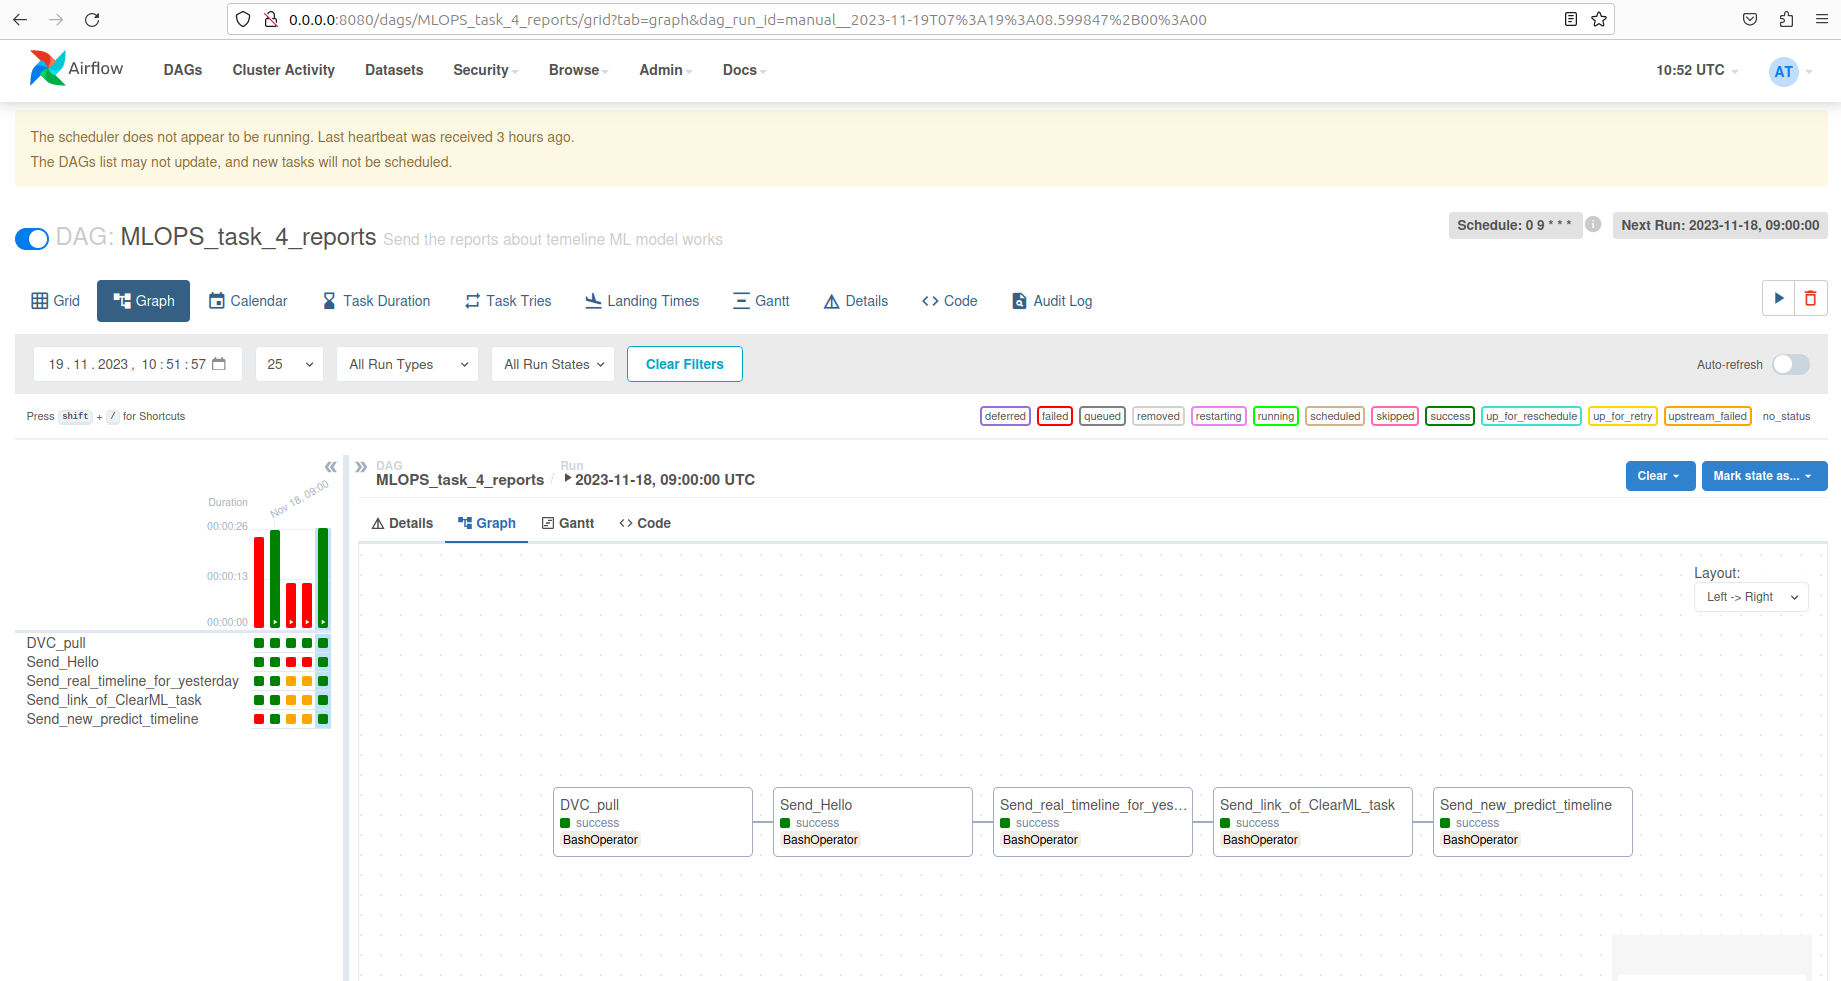 0.0.0.0:8080/dags/MLOPS_task_4_reports/grid?tab=graph&dag_run_id=manual__2023-11-19T07%3A19%3A08.599847%2B00%3A00
Airflow DAGs Cluster Activity Datasets Security Browse Admin Docs 10:52 UTC AT
The scheduler does not appear to be running. Last heartbeat was received 3 hours ago.
The DAGs list may not update, and new tasks will not be scheduled.
DAG: MLOPS_task_4_reports Send the reports about temeline ML model works Schedule: 0 9 * * * i Next Run: 2023-11-18, 09:00:00
Grid Graph Calendar Task Duration Task Tries Landing Times Gantt Details Code Audit Log
19.11.2023, 10:51:57 25 All Run Types All Run States Clear Filters Auto-refresh
Press shift + / for Shortcuts deferred failed queued removed restarting running scheduled skipped success up_for_reschedule up_for_retry upstream_failed no_status
DAG Run
MLOPS_task_4_reports / 2023-11-18, 09:00:00 UTC Clear Mark state as...
Nov 18, 09:00
Duration
00:00:26
00:00:13
00:00:00
DVC_pull
Send_Hello
Send_real_timeline_for_yesterday
Send_link_of_ClearML_task
Send_new_predict_timeline
Details Graph Gantt Code
Layout:
Left -> Right
DVC_pull Send_Hello Send_real_timeline_for_yes... Send_link_of_ClearML_task Send_new_predict_timeline
success success success success success
BashOperator BashOperator BashOperator BashOperator BashOperator